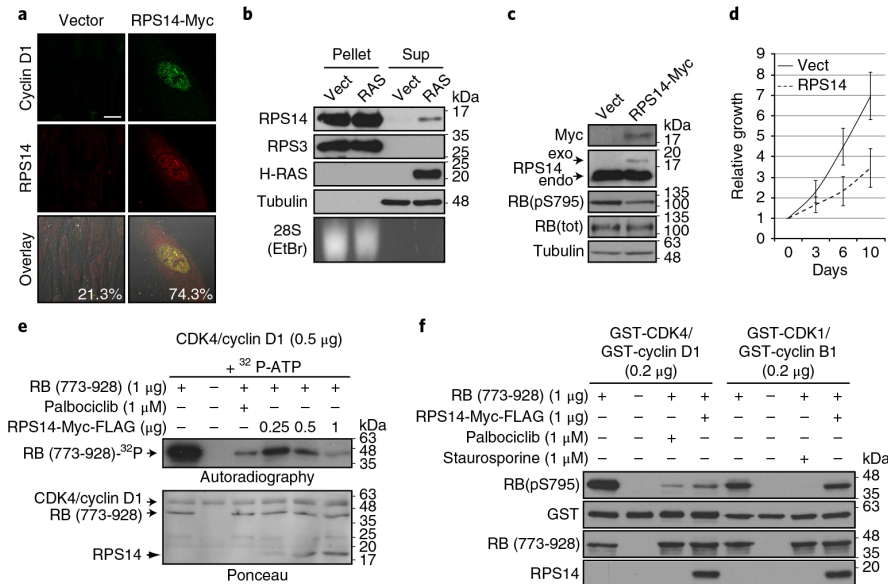 a
Vector RPS14-Myc
Cyclin D1
RPS14
Overlay
21.3% 74.3%
b
Pellet Sup
Vect RAS Vect RAS
kDa
RPS14 17
35
RPS3 25
H-RAS 25
20
Tubulin 48
28S
(EtBr)
c
Vect RPS14-Myc
kDa
Myc 17
exo 20
RPS14 17
endo
RB(pS795) 135
100
RB(tot) 135
100
Tubulin 63
48
d
Relative growth
9
8
7
6
5
4
3
2
1
0
Vect
RPS14
0 3 6 10
Days
e
CDK4/cyclin D1 (0.5 µg)
+ 32 P-ATP
RB (773-928) (1 µg) + – + + + +
Palbociclib (1 µM) – – + – – –
RPS14-Myc-FLAG (µg) – – – 0.25 0.5 1 kDa
RB (773-928)-32P 63
48
35
Autoradiography
CDK4/cyclin D1 63
RB (773-928) 48
35
25
20
RPS14 17
Ponceau
f
GST-CDK4/ GST-CDK1/
GST-cyclin D1 GST-cyclin B1
(0.2 µg) (0.2 µg)
RB (773-928) (1 µg) + – + + + – + +
RPS14-Myc-FLAG (1 µg) – – – + – – – +
Palbociclib (1 µM) – – + – – – – –
Staurosporine (1 µM) – – – – – – + –
kDa
RB(pS795) 48
35
GST 63
RB (773-928) 48
35
RPS14 20